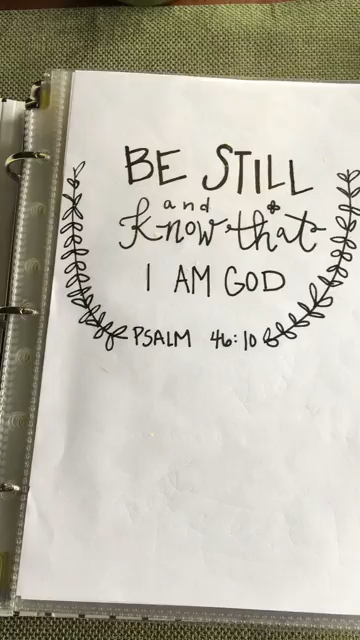 BE STILL
and
know that
I AM GOD
PSALM 46:10